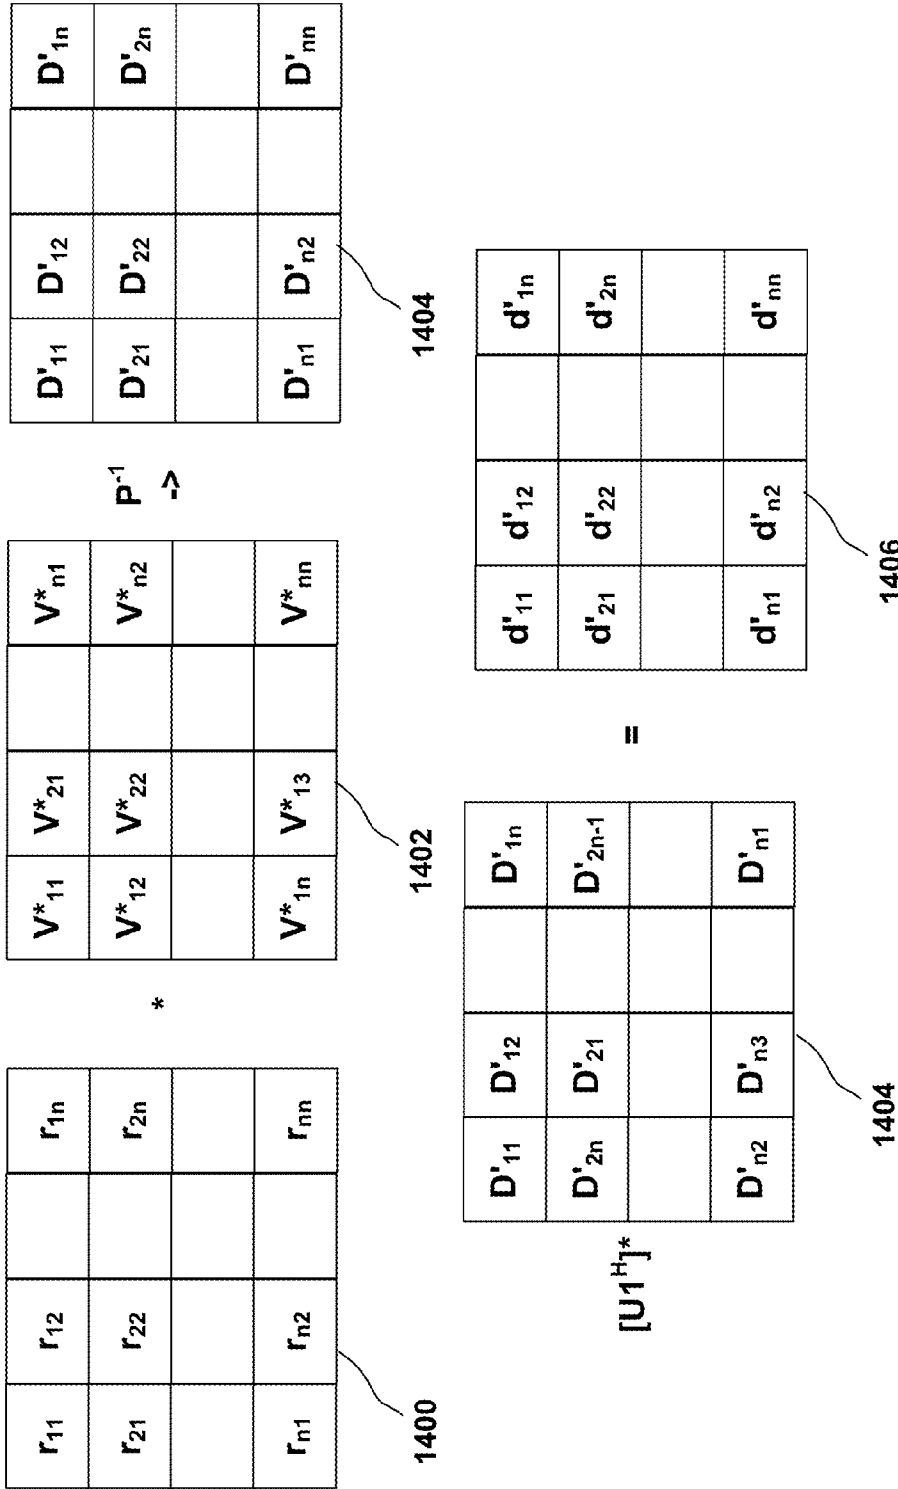 r₁₁ r₁₂ r₁ₙ V*₁₁ V*₂₁ V*ₙ₁ D'₁₁ D'₁₂ D'₁ₙ
r₂₁ r₂₂ r₂ₙ V*₁₂ V*₂₂ V*ₙ₂ P⁻¹ D'₂₁ D'₂₂ D'₂ₙ
* ->
rₙ₁ rₙ₂ rₙₙ V*₁ₙ V*₁₃ V*ₙₙ D'ₙ₁ D'ₙ₂ D'ₙₙ
1400 1402 1404
D'₁₁ D'₁₂ D'₁ₙ d'₁₁ d'₁₂ d'₁ₙ
D'₂ₙ D'₂₁ D'₂ₙ₋₁ d'₂₁ d'₂₂ d'₂ₙ
[U1ᴴ]* =
D'ₙ₂ D'ₙ₃ D'ₙ₁ d'ₙ₁ d'ₙ₂ d'ₙₙ
1404 1406